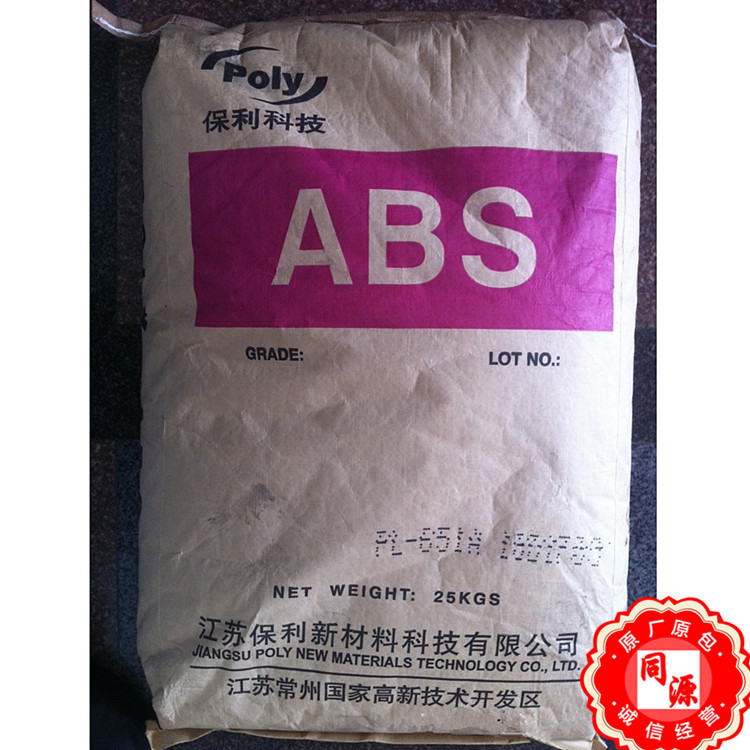 Poly
保利科技
ABS
GRADE: LOT NO.:
PL-651A
NET WEIGHT: 25KGS
江苏保利新材料科技有限公司
JIANGSU POLY NEW MATERIALS TECHNOLOGY CO., LTD.
江苏常州国家高新技术开发区
·原厂原包·
同源
诚信经营